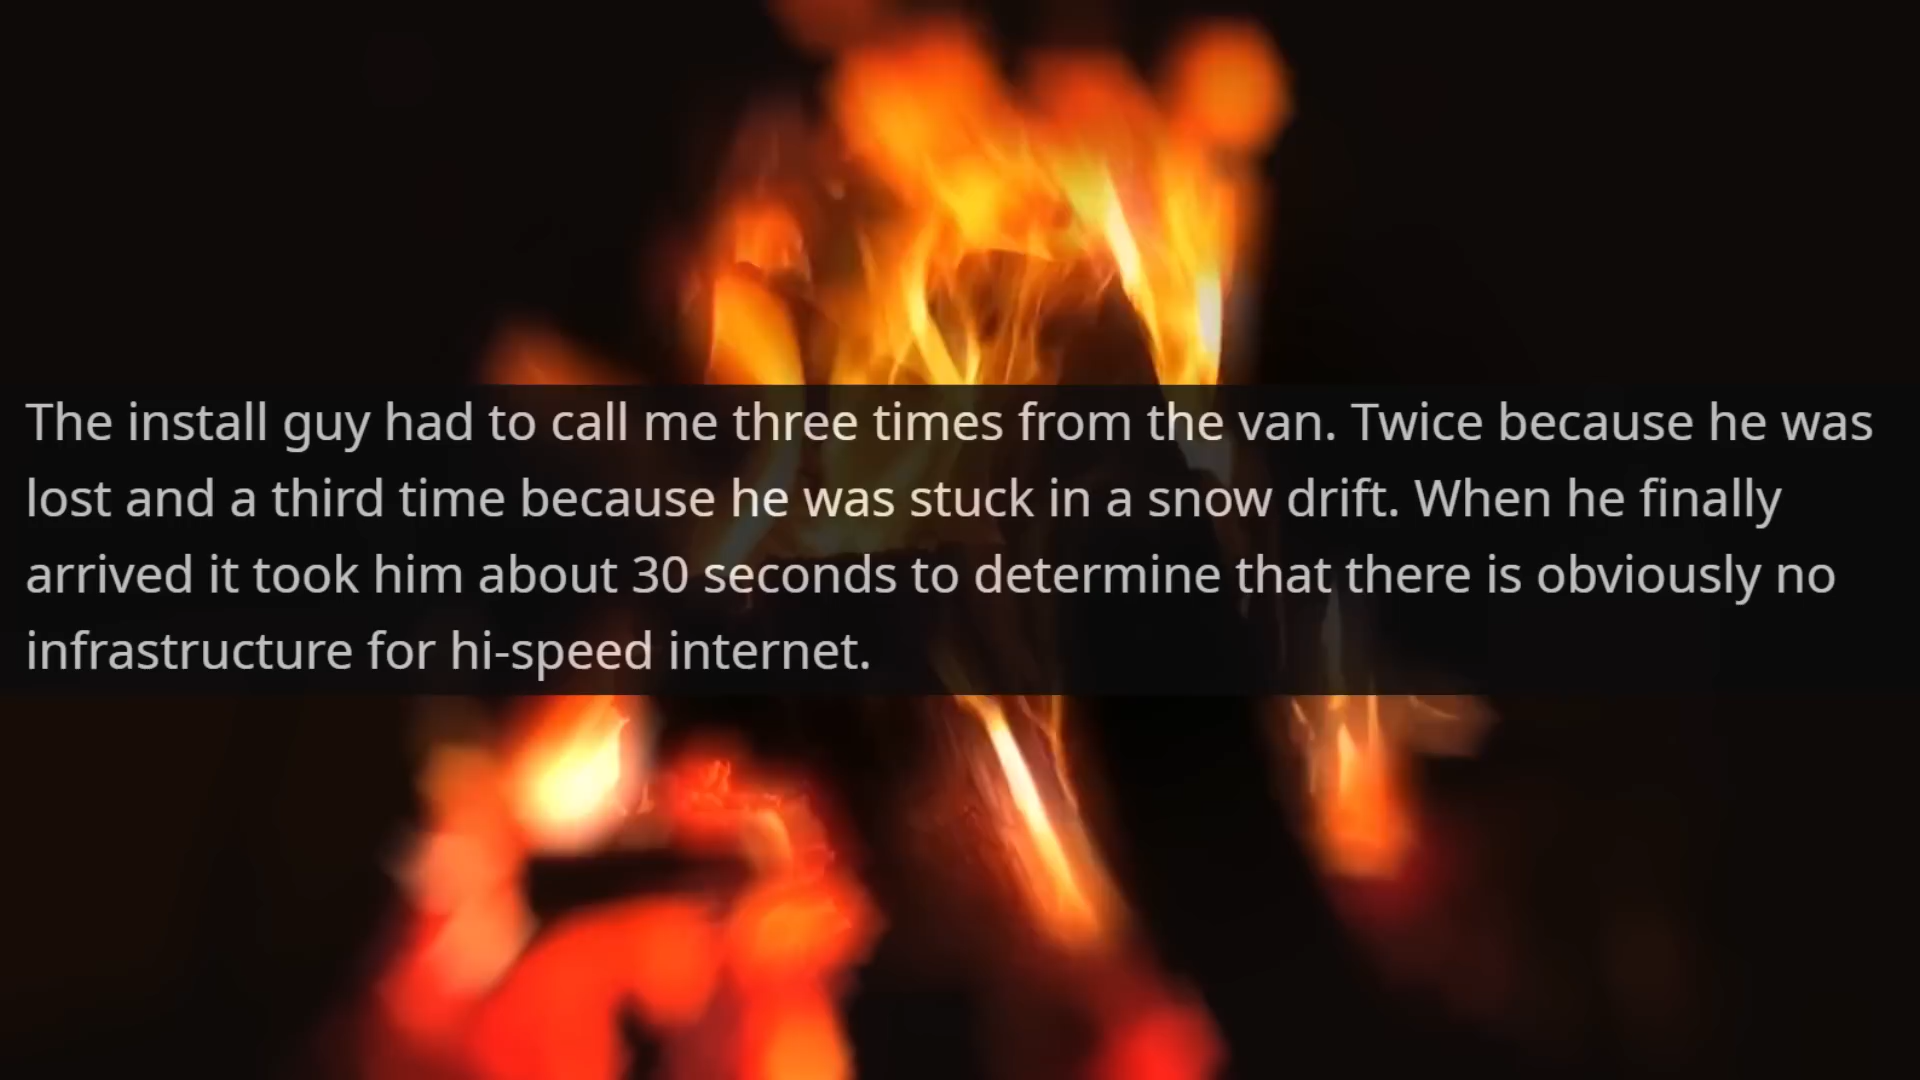 The install guy had to call me three times from the van. Twice because he was
lost and a third time because he was stuck in a snow drift. When he finally
arrived it took him about 30 seconds to determine that there is obviously no
infrastructure for hi-speed internet.